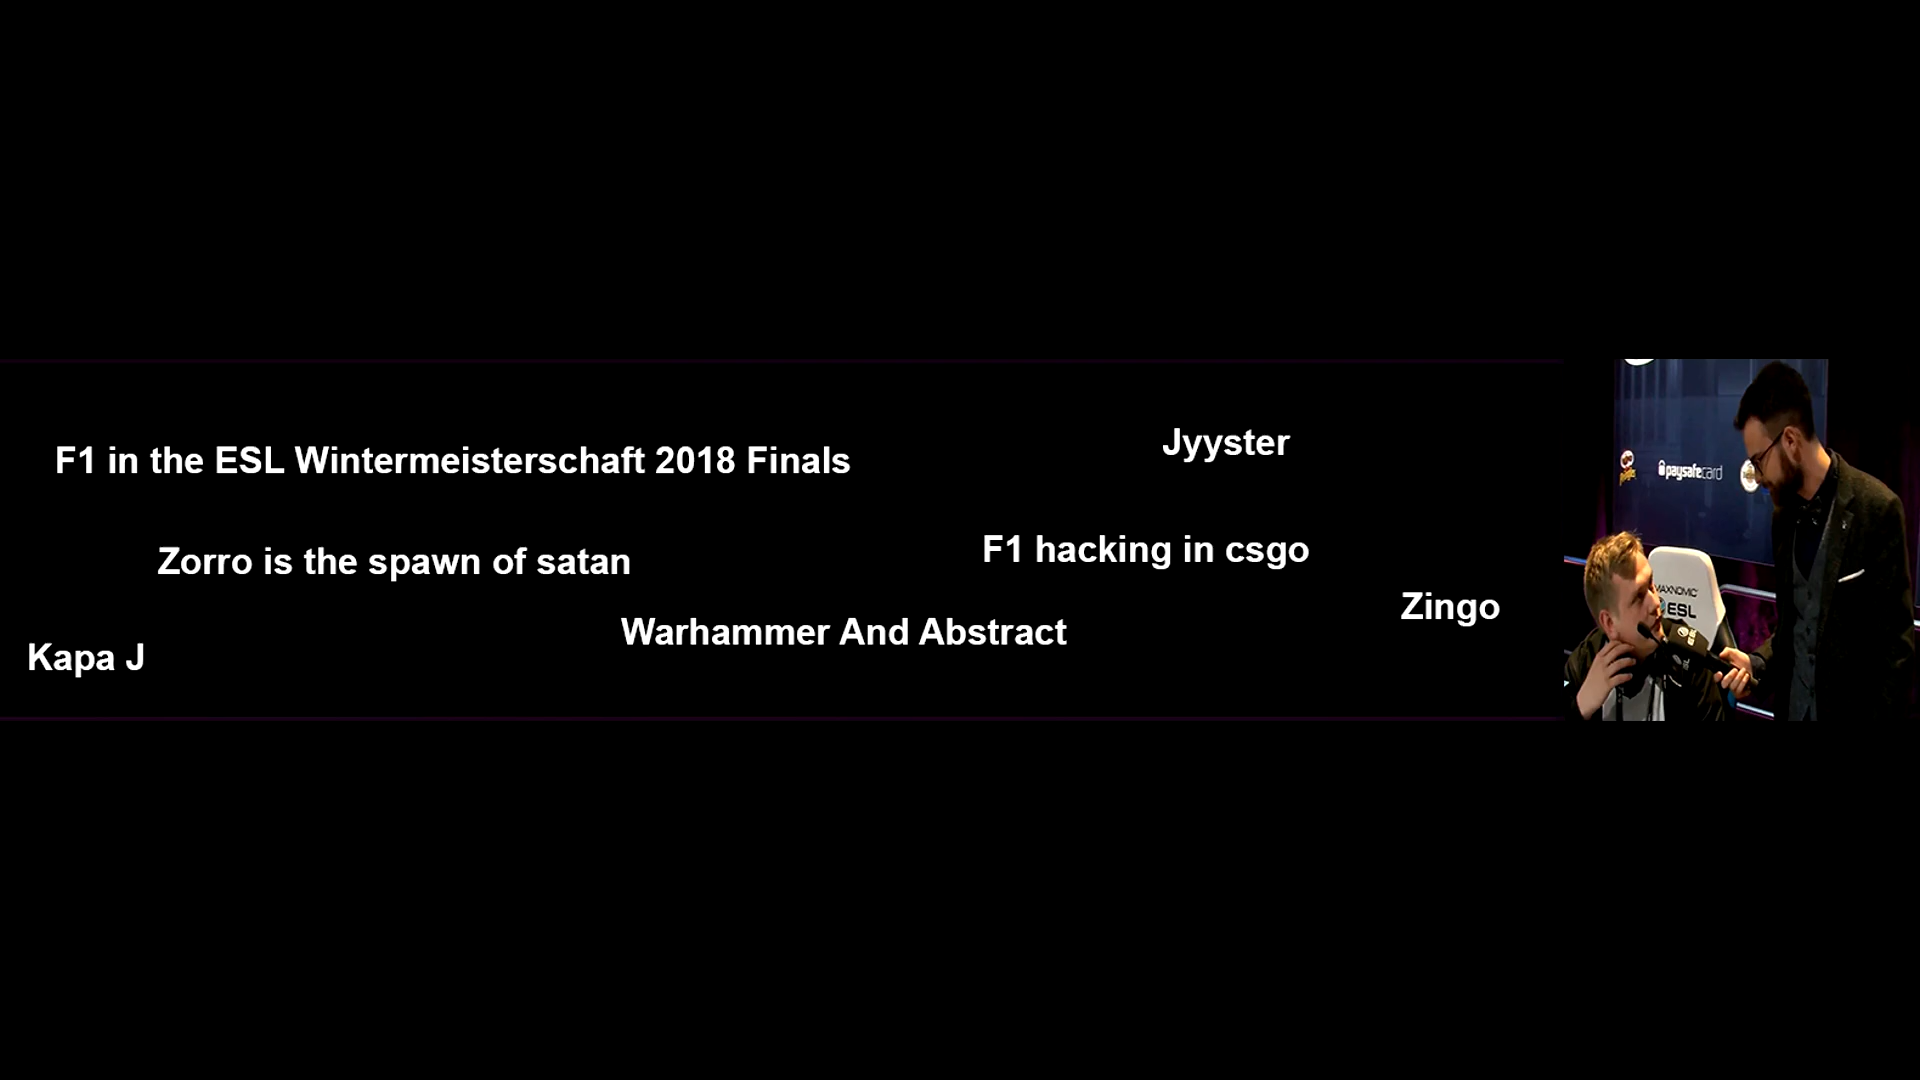 F1 in the ESL Wintermeisterschaft 2018 Finals
Jyyster
Zorro is the spawn of satan
F1 hacking in csgo
Warhammer And Abstract
Zingo
Kapa J
paysafecard
MAXNOMIC
ESL